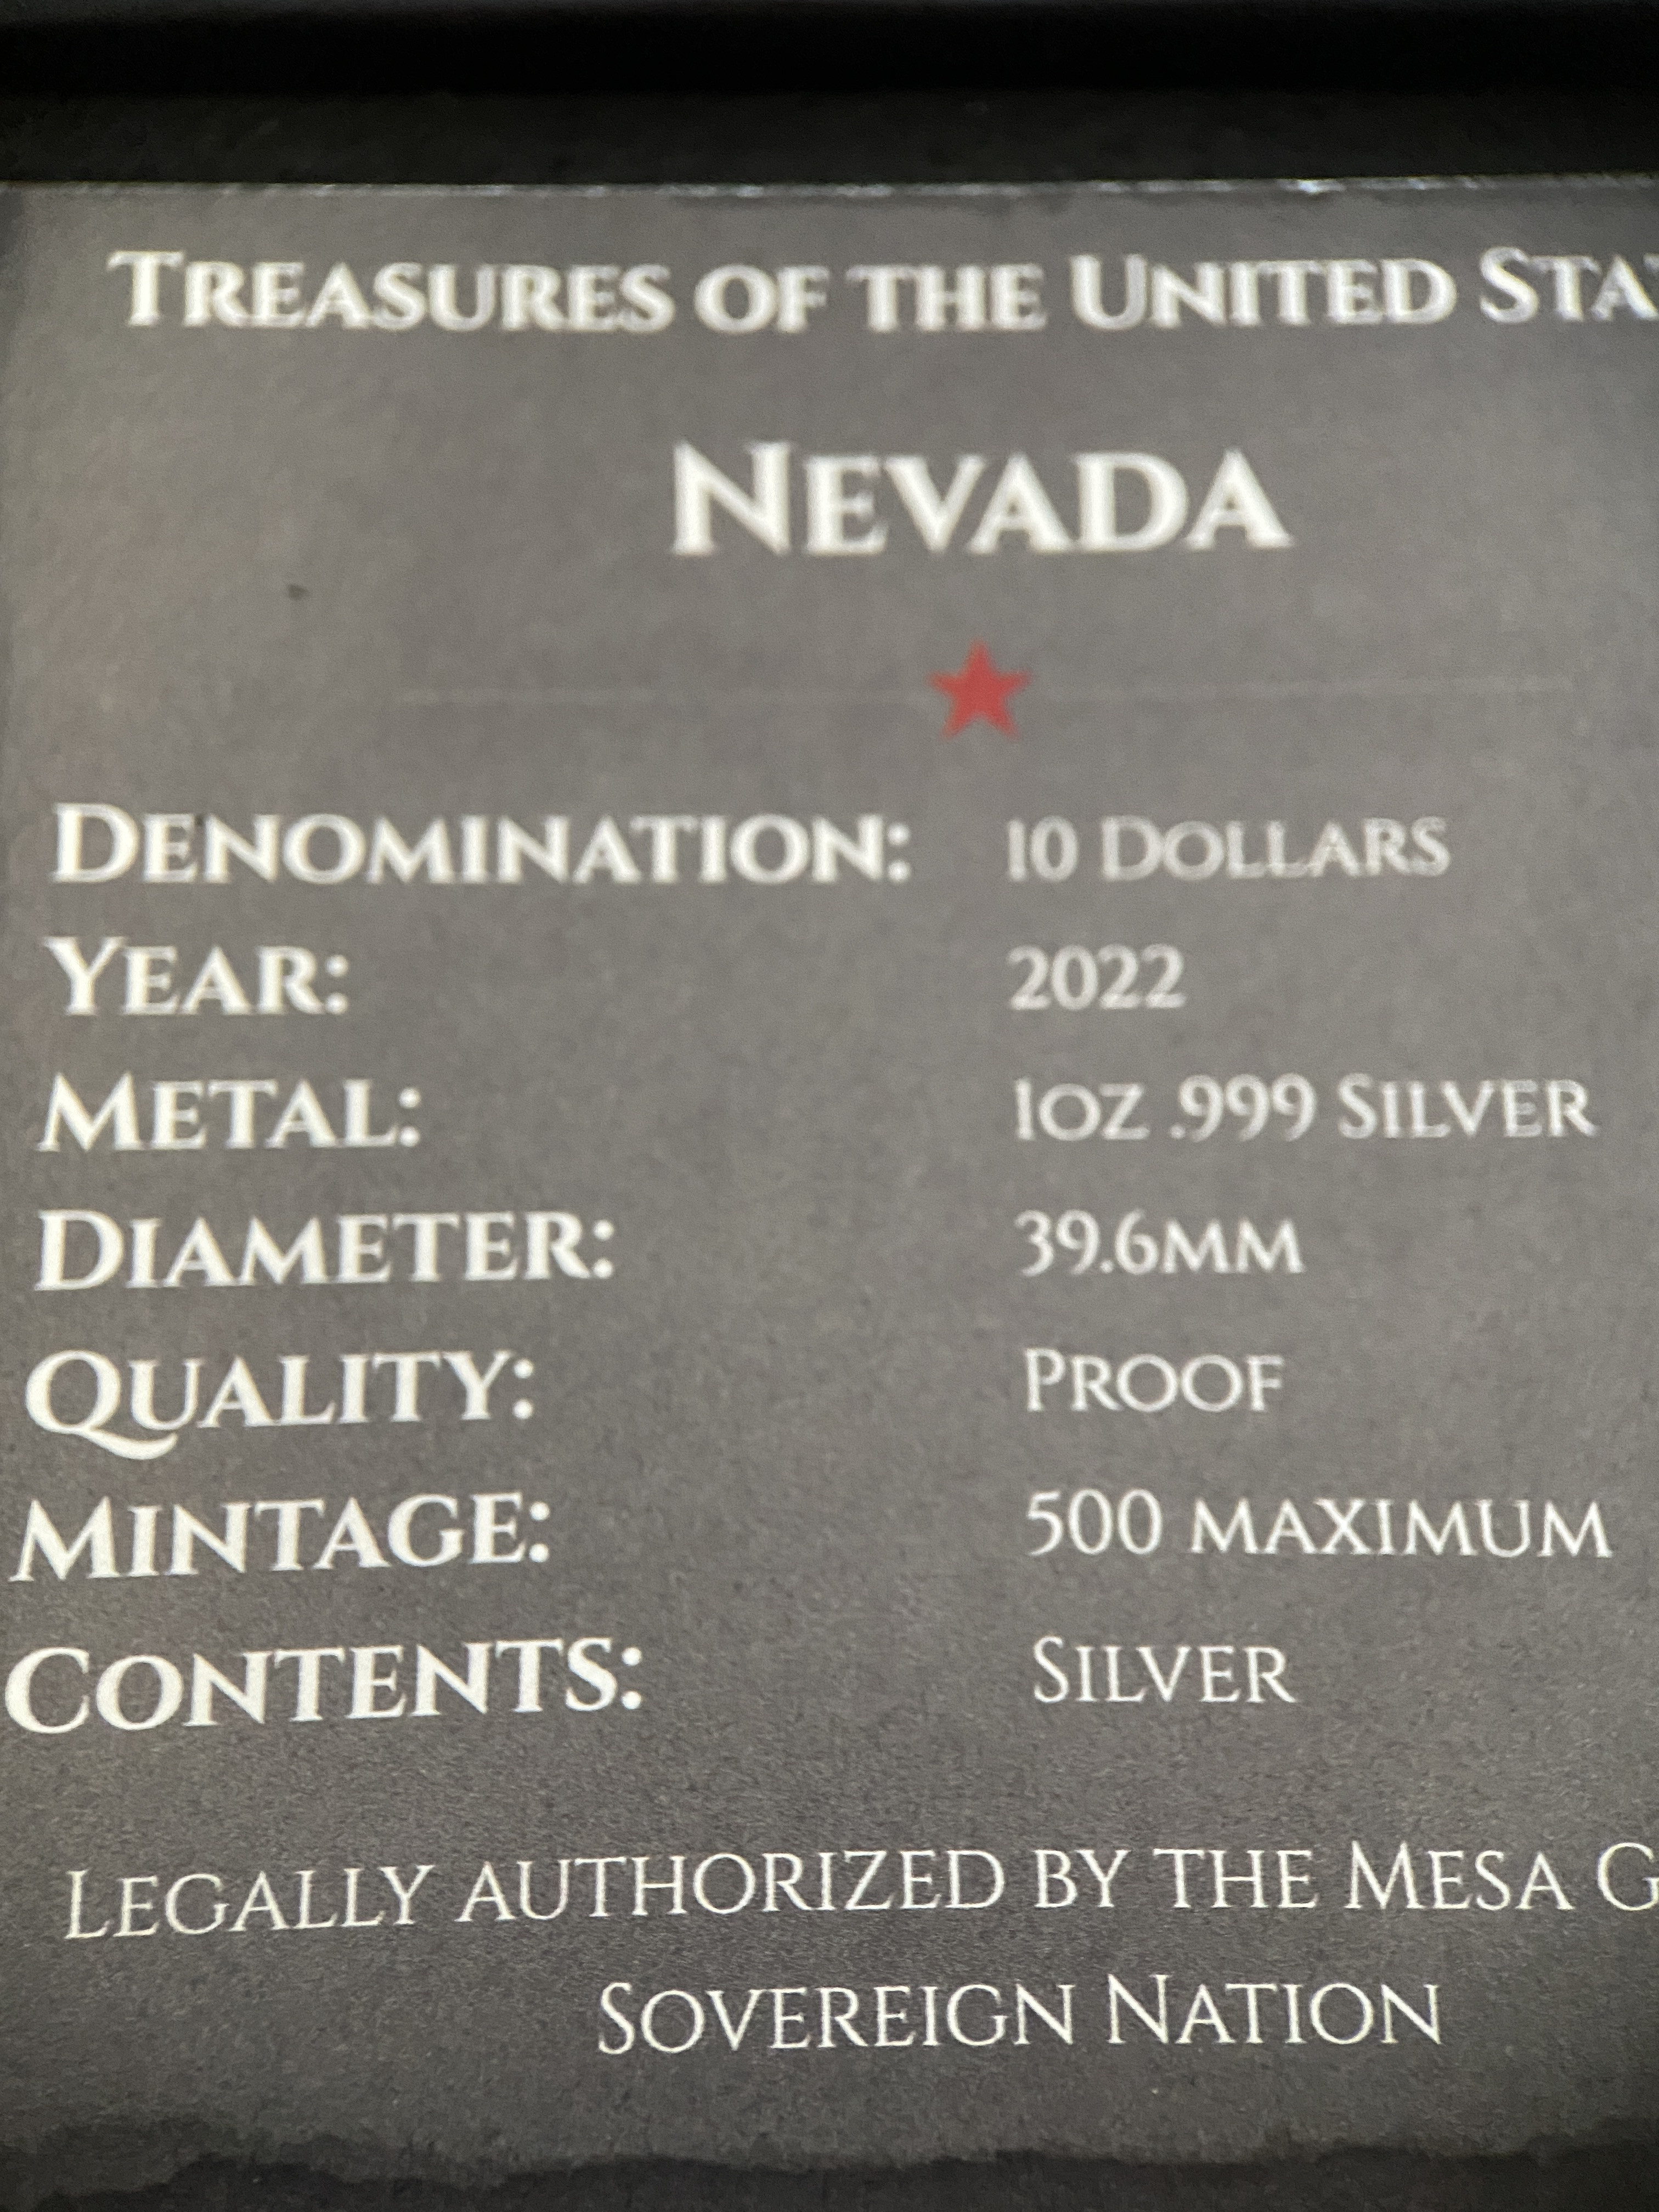 Treasures of the United Sta
Nevada
Denomination: 10 Dollars
Year: 2022
Metal: 1oz .999 Silver
Diameter: 39.6mm
Quality: Proof
Mintage: 500 maximum
Contents: Silver
Legally authorized by the Mesa G
Sovereign Nation